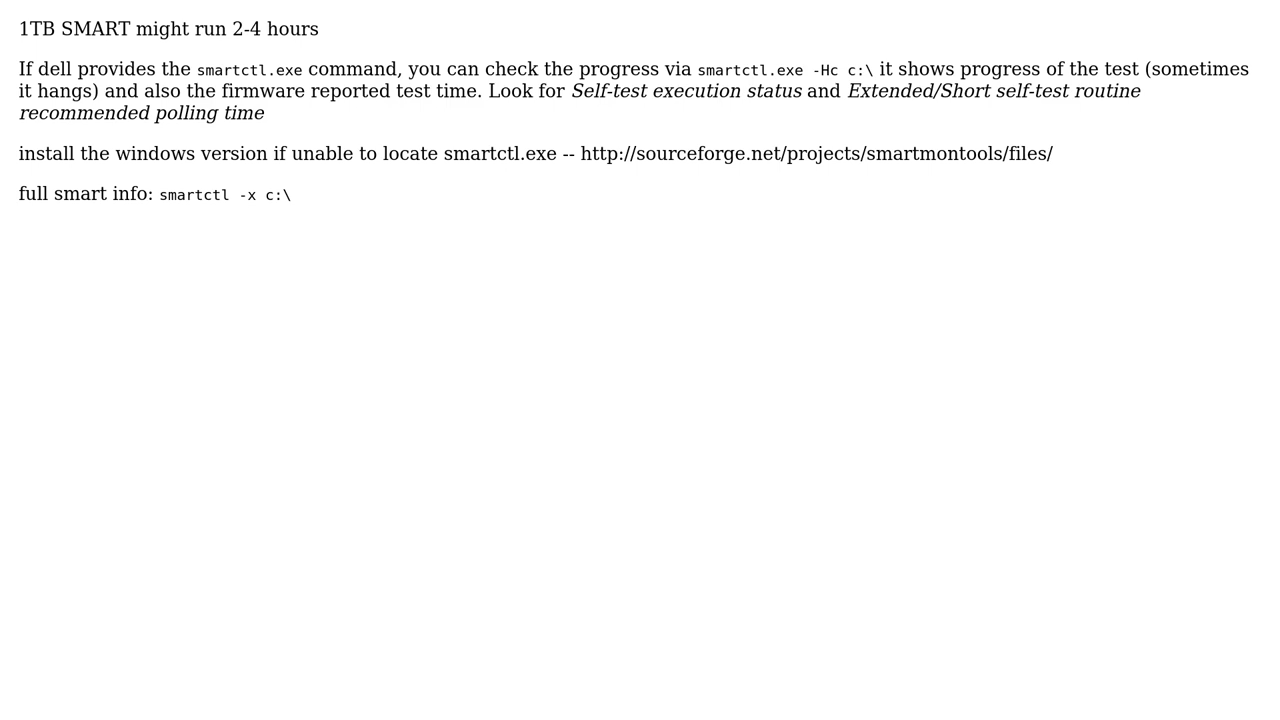 1TB SMART might run 2-4 hours
If dell provides the smartctl.exe command, you can check the progress via smartctl.exe -Hc c:\ it shows progress of the test (sometimes
it hangs) and also the firmware reported test time. Look for Self-test execution status and Extended/Short self-test routine
recommended polling time
install the windows version if unable to locate smartctl.exe -- http://sourceforge.net/projects/smartmontools/files/
full smart info: smartctl -x c:\